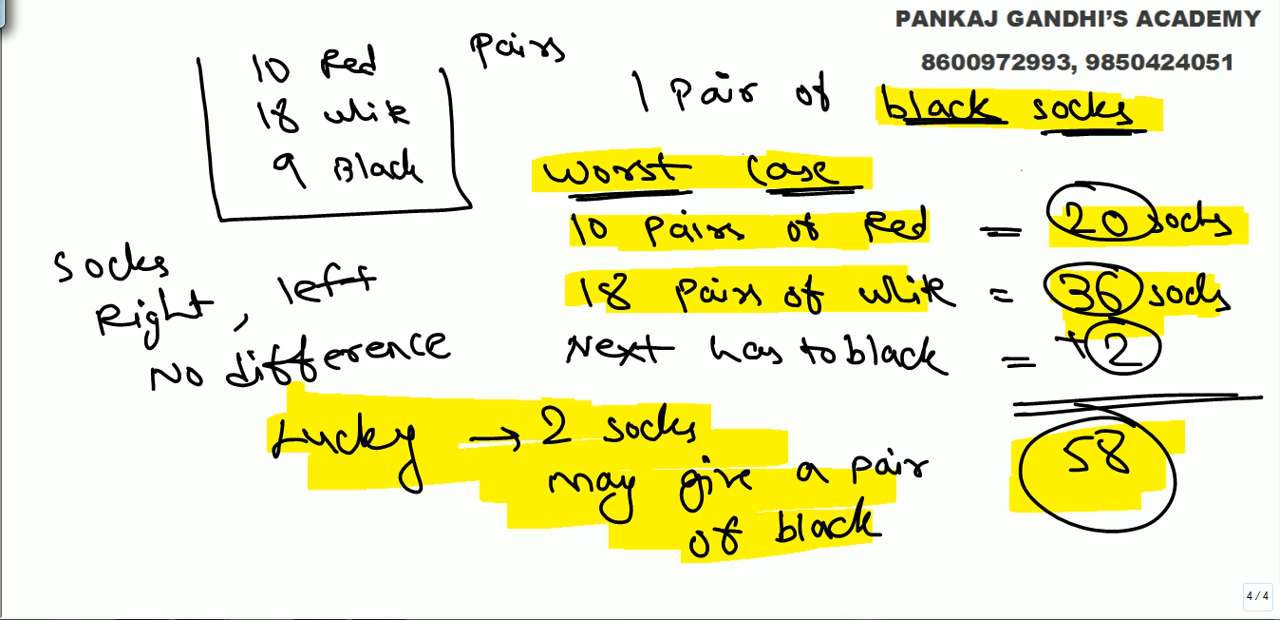 PANKAJ GANDHI'S ACADEMY
8600972993, 9850424051
10 Red
18 white
9 Black
Pairs
1 Pair of black socks
Worst case
10 Pairs of Red = 20 socks
18 Pairs of white = 36 socks
Next has to black = +2
58
Socks
Right, left
No difference
Lucky → 2 socks
may give a pair
of black
4 / 4